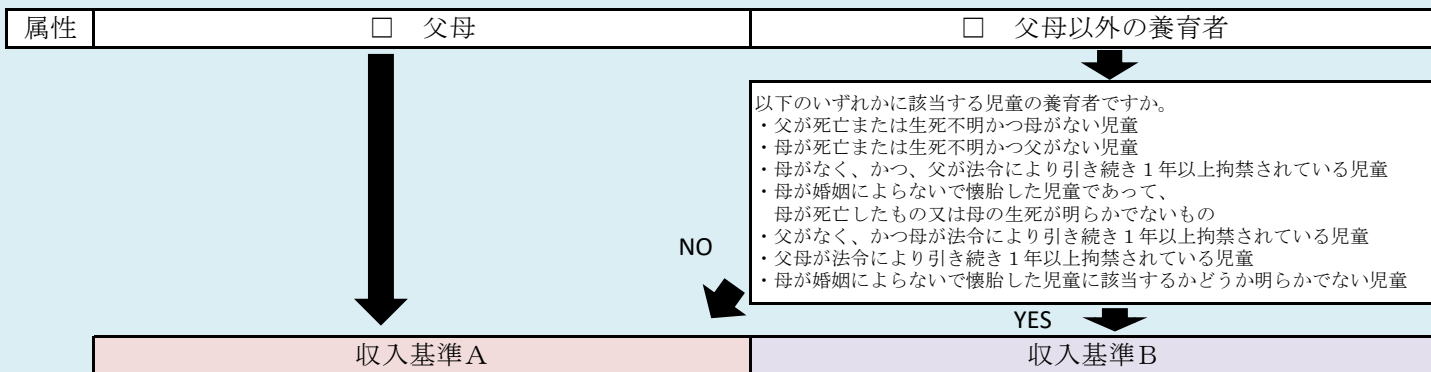 属性
□　父母
□　父母以外の養育者
以下のいずれかに該当する児童の養育者ですか。
・父が死亡または生死不明かつ母がない児童
・母が死亡または生死不明かつ父がない児童
・母がなく、かつ、父が法令により引き続き１年以上拘禁されている児童
・母が婚姻によらないで懐胎した児童であって、
母が死亡したもの又は母の生死が明らかでないもの
・父がなく、かつ母が法令により引き続き１年以上拘禁されている児童
・父母が法令により引き続き１年以上拘禁されている児童
・母が婚姻によらないで懐胎した児童に該当するかどうか明らかでない児童
NO
YES
収入基準Ａ
収入基準Ｂ